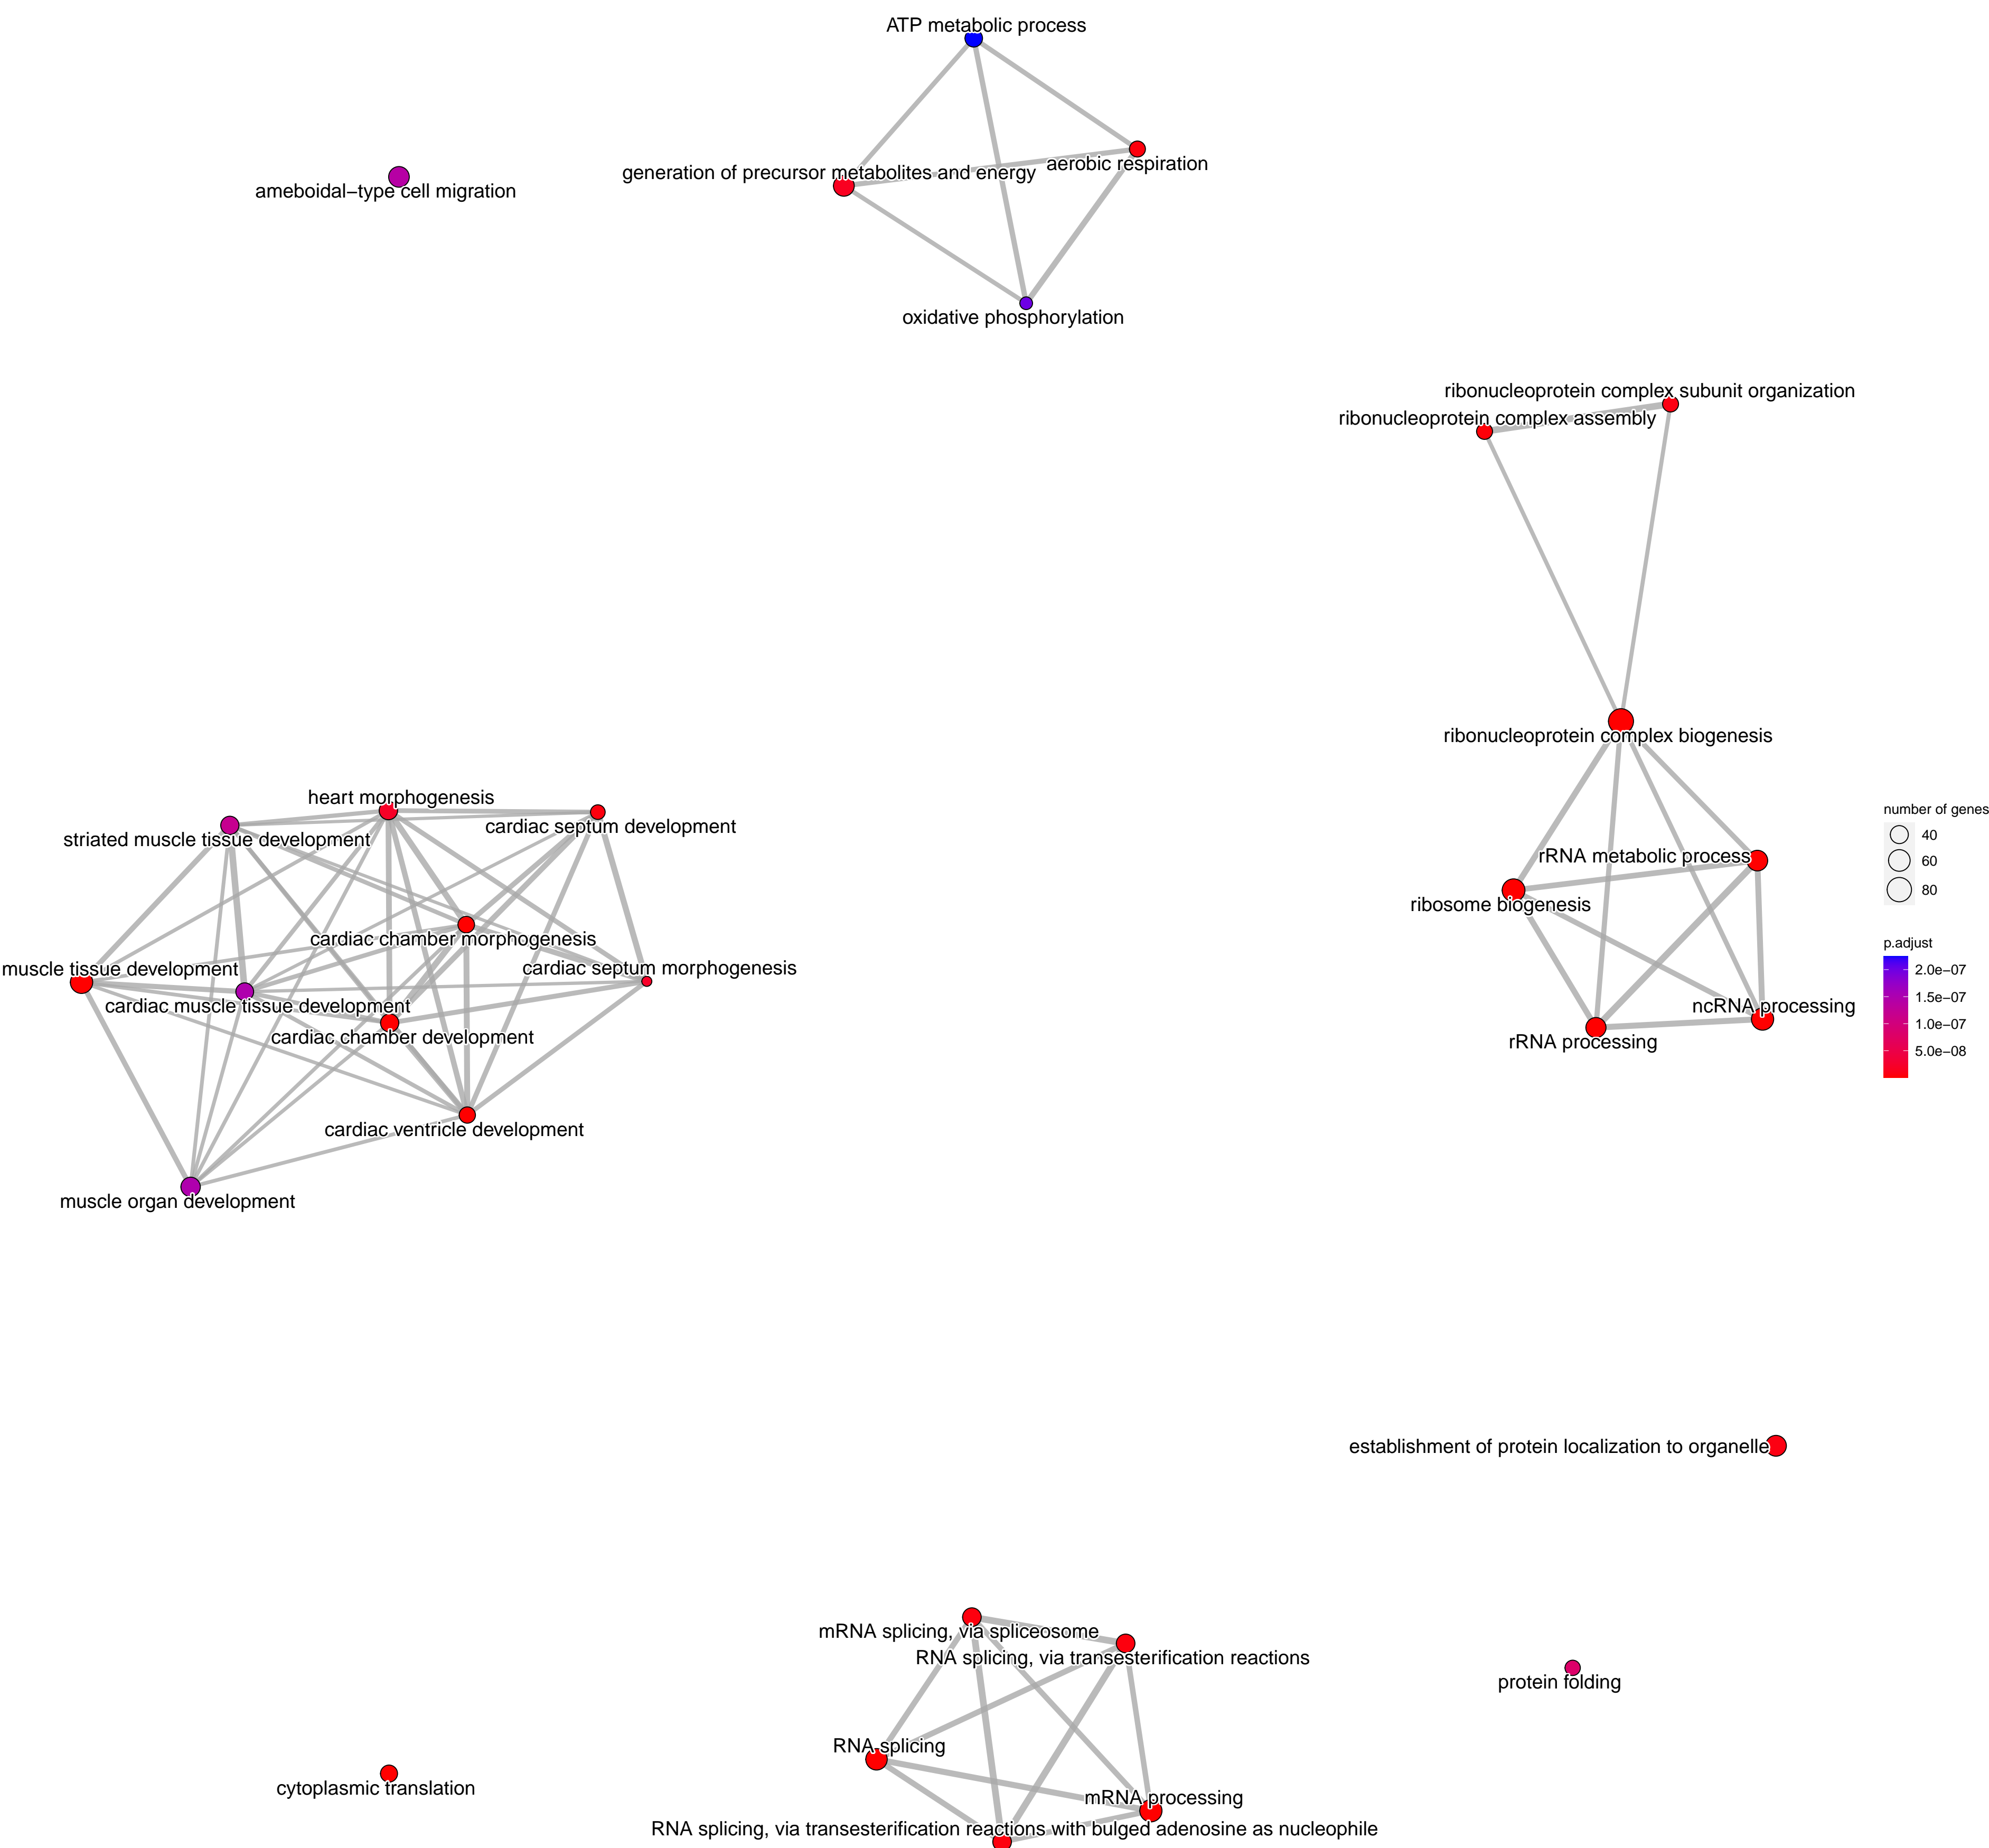 ATP metabolic process
aerobic respiration
generation of precursor metabolites and energy
ameboidal−type cell migration
oxidative phosphorylation
ribonucleoprotein complex subunit organization
ribonucleoprotein complex assembly
ribonucleoprotein complex biogenesis
heart morphogenesis
cardiac septum development
striated muscle tissue development
number of genes
40
60
80
rRNA metabolic process
ribosome biogenesis
cardiac chamber morphogenesis
muscle tissue development
cardiac septum morphogenesis
cardiac muscle tissue development
cardiac chamber development
p.adjust
2.0e−07
1.5e−07
1.0e−07
5.0e−08
ncRNA processing
rRNA processing
cardiac ventricle development
muscle organ development
establishment of protein localization to organelle
mRNA splicing, via spliceosome
RNA splicing, via transesterification reactions
protein folding
RNA splicing
cytoplasmic translation
mRNA processing
RNA splicing, via transesterification reactions with bulged adenosine as nucleophile